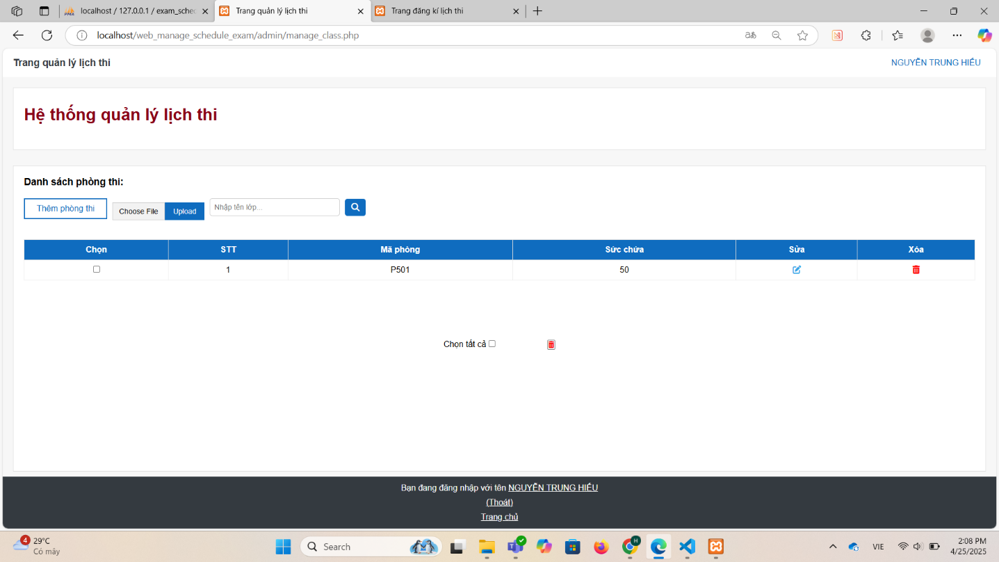 localhost / 127.0.0.1 / exam_sched
Trang quản lý lịch thi
Trang đăng kí lịch thi
localhost/web_manage_schedule_exam/admin/manage_class.php
Trang quản lý lịch thi
NGUYỄN TRUNG HIẾU
Hệ thống quản lý lịch thi
Danh sách phòng thi:
Thêm phòng thi
Choose File
Upload
Nhập tên lớp...
Chọn STT Mã phòng Sức chứa Sửa Xóa
1 P501 50
Chọn tất cả
Bạn đang đăng nhập với tên NGUYỄN TRUNG HIẾU
(Thoát)
Trang chủ
4
29°C
Có mây
Search
H
VIE
2:08 PM
4/25/2025